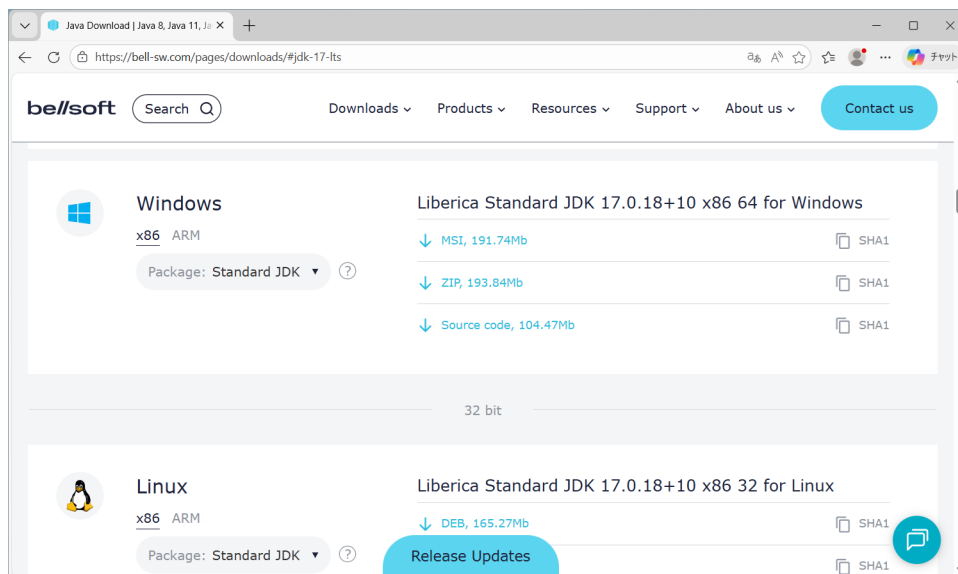 Java Download | Java 8, Java 11, Ja
https://bell-sw.com/pages/downloads/#jdk-17-lts
チャット
bellsoft
Search
Downloads
Products
Resources
Support
About us
Contact us
Windows
x86 ARM
Package: Standard JDK
?
Liberica Standard JDK 17.0.18+10 x86 64 for Windows
MSI, 191.74Mb
SHA1
ZIP, 193.84Mb
SHA1
Source code, 104.47Mb
SHA1
32 bit
Linux
x86 ARM
Package: Standard JDK
?
Liberica Standard JDK 17.0.18+10 x86 32 for Linux
DEB, 165.27Mb
SHA1
SHA1
Release Updates